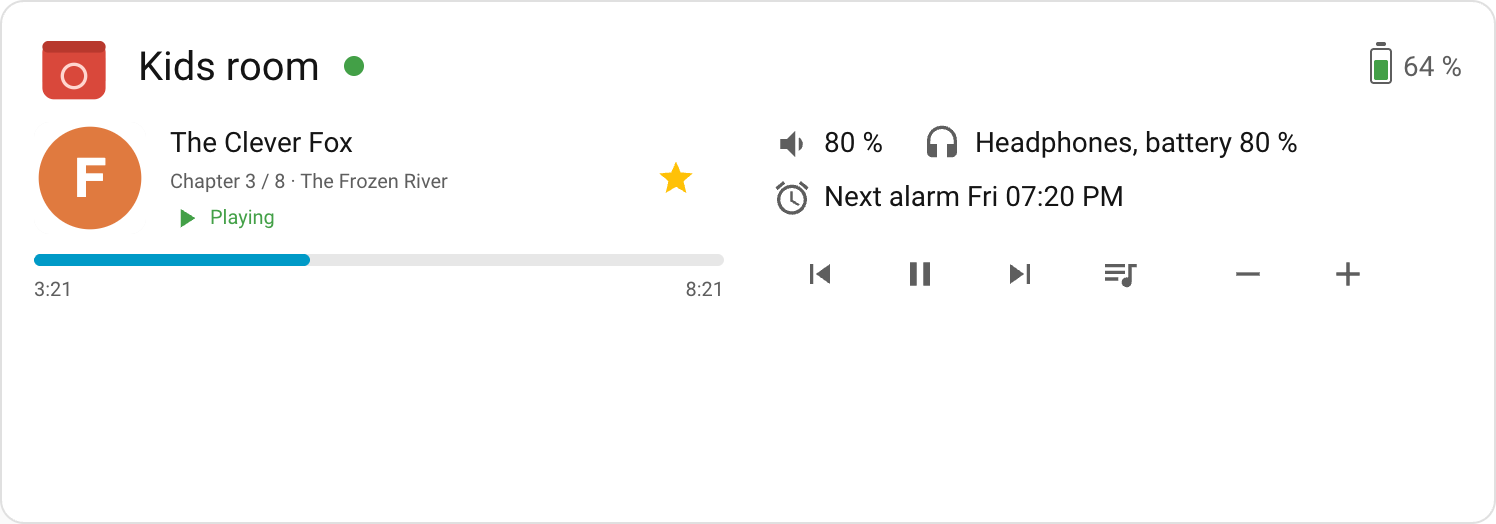 Kids room
64 %
F
The Clever Fox
Chapter 3 / 8 · The Frozen River
Playing
3:21
8:21
80 %
Headphones, battery 80 %
Next alarm Fri 07:20 PM